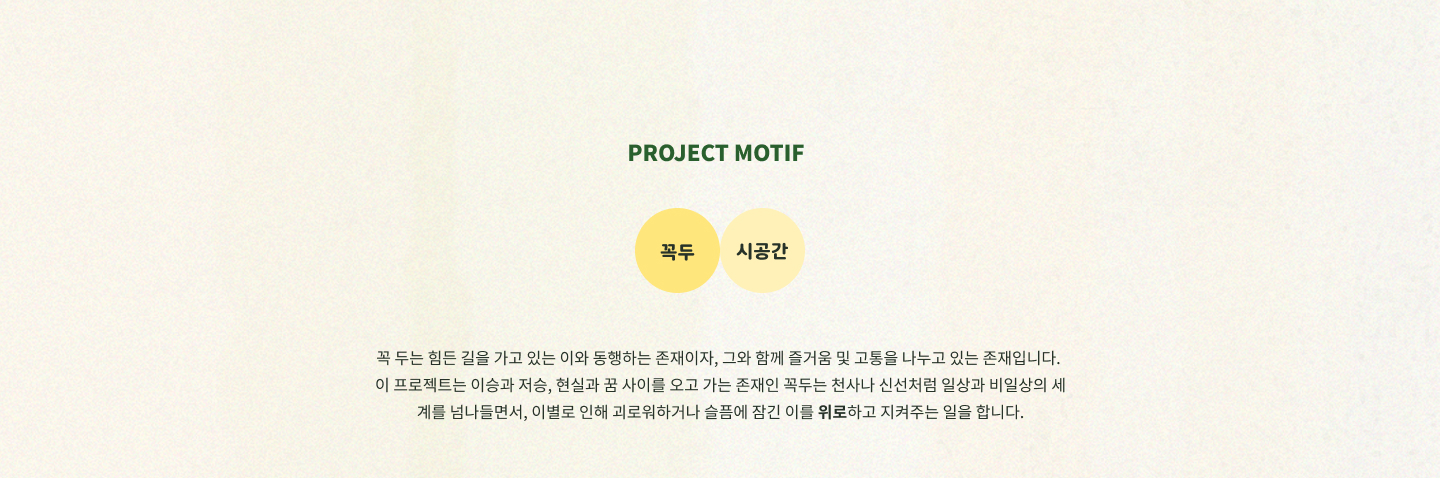 PROJECT MOTIF
꼭두 시공간
꼭 두는 힘든 길을 가고 있는 이와 동행하는 존재이자, 그와 함께 즐거움 및 고통을 나누고 있는 존재입니다.
이 프로젝트는 이승과 저승, 현실과 꿈 사이를 오고 가는 존재인 꼭두는 천사나 신선처럼 일상과 비일상의 세
계를 넘나들면서, 이별로 인해 괴로워하거나 슬픔에 잠긴 이를 위로하고 지켜주는 일을 합니다.